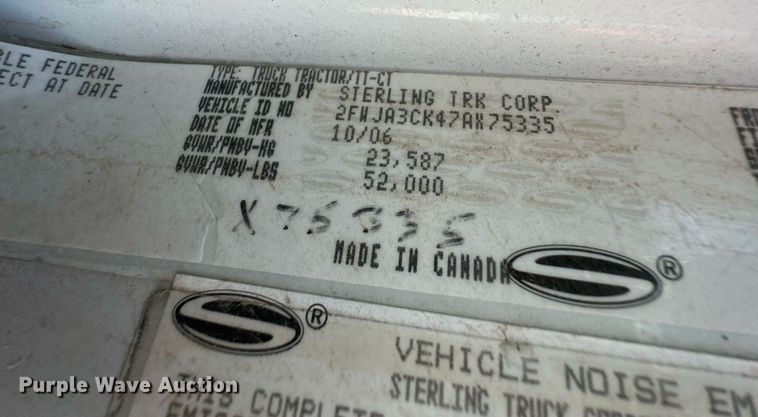 BLE FEDERAL
ECT AT DATE
TYPE: TRUCK TRACTOR/TT-CT
MANUFACTURED BY STERLING TRK CORP
VEHICLE ID NO 2FWJA3CK47AX75335
DATE OF MFR 10/06
GVWR/PNBV-KG 23,587
GVWR/PNBV-LBS 52,000
X75335
MADE IN CANADA
S ®
S ®
VEHICLE NOISE EM
STERLING TRUCK CORPO
THIS COMPLETE
Purple Wave Auction